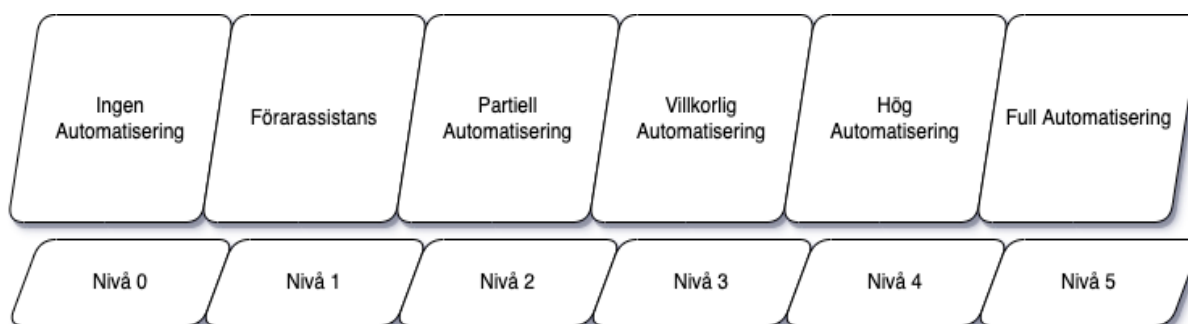 Ingen
Automatisering
Förarassistans
Partiell
Automatisering
Villkorlig
Automatisering
Hög
Automatisering
Full Automatisering
Nivå 0
Nivå 1
Nivå 2
Nivå 3
Nivå 4
Nivå 5